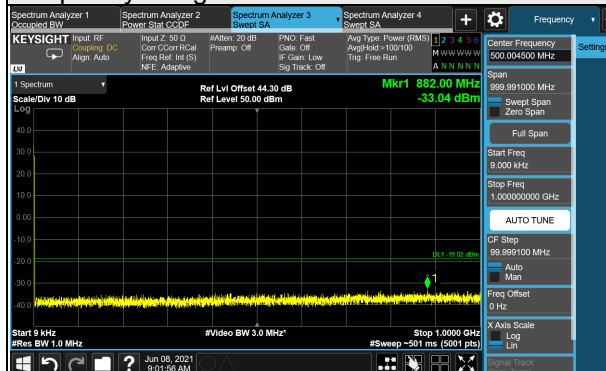 Spectrum Analyzer 1
Occupied BW
Spectrum Analyzer 2
Power Stat CCDF
Spectrum Analyzer 3
Swept SA
Spectrum Analyzer 4
Swept SA
+
Frequency
KEYSIGHT
LXI
Input: RF
Coupling: DC
Align: Auto
Input Z: 50 Ω
Corr CCorr RCal
Freq Ref: Int (S)
NFE: Adaptive
#Atten: 20 dB
Preamp: Off
PNO: Fast
Gate: Off
IF Gain: Low
Sig Track: Off
Avg Type: Power (RMS)
Avg|Hold:>100/100
Trig: Free Run
1 2 3 4 5 6
M W W W W W
A N N N N N
1 Spectrum
Scale/Div 10 dB
Log
Ref Lvl Offset 44.30 dB
Ref Level 50.00 dBm
Mkr1 882.00 MHz
-33.04 dBm
40.0
30.0
20.0
10.0
0.00
-10.0
-20.0
-30.0
-40.0
DL1 -19.02 dBm
1
Start 9 kHz
#Res BW 1.0 MHz
#Video BW 3.0 MHz*
Stop 1.0000 GHz
#Sweep ~501 ms (5001 pts)
?
Jun 08, 2021
9:01:56 AM
Center Frequency
500.004500 MHz
Settings
Span
999.991000 MHz
Swept Span
Zero Span
Full Span
Start Freq
9.000 kHz
Stop Freq
1.000000000 GHz
AUTO TUNE
CF Step
99.999100 MHz
Auto
Man
Freq Offset
0 Hz
X Axis Scale
Log
Lin
Signal Track